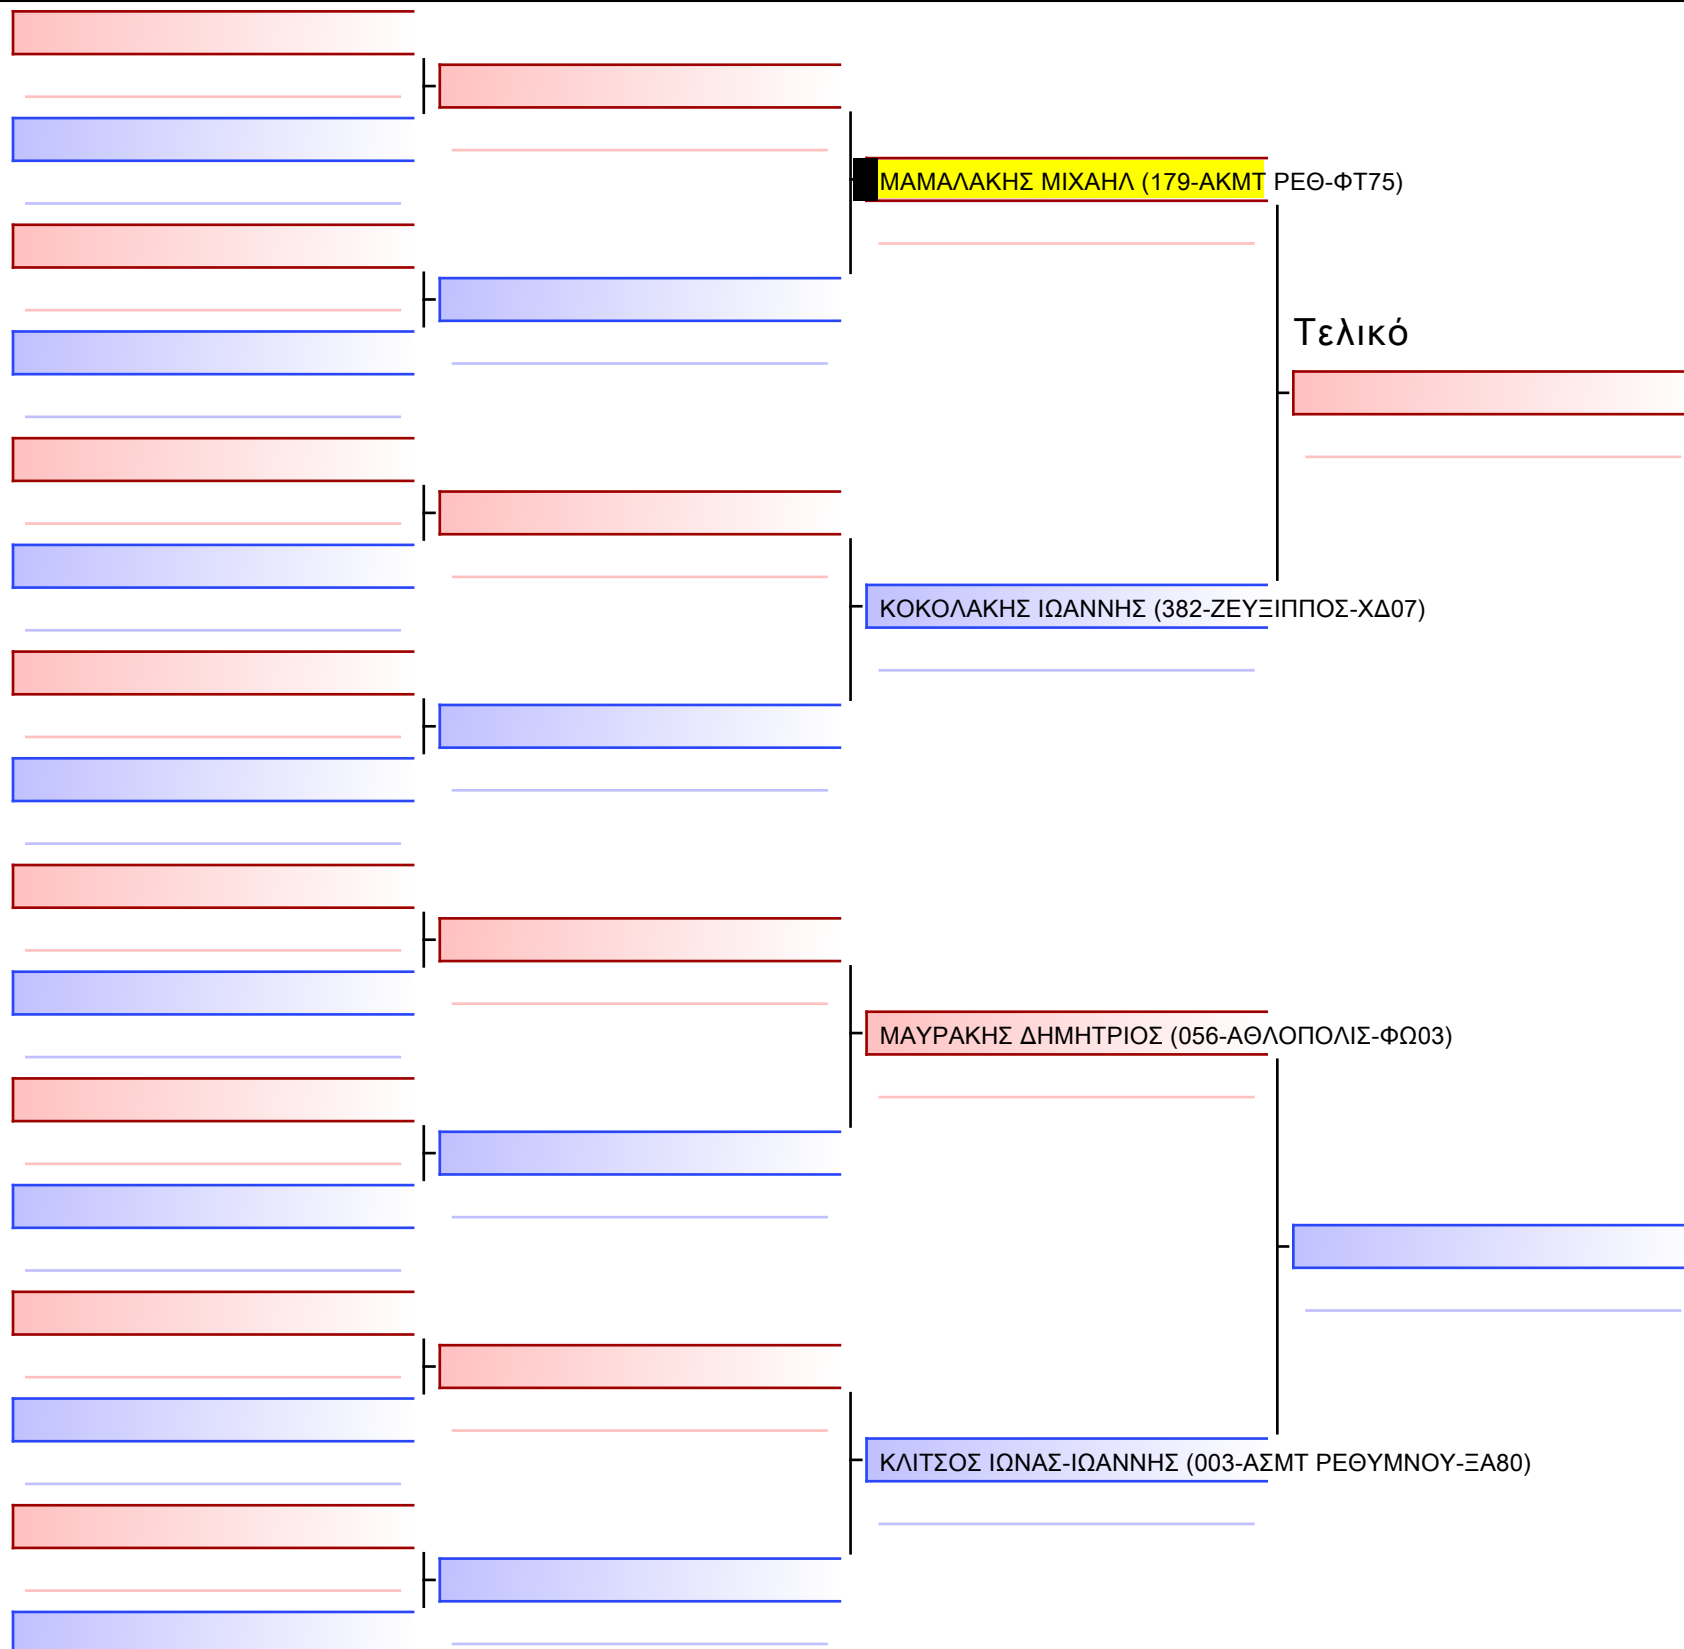 ΜΑΜΑΛΑΚΗΣ ΜΙΧΑΗΛ (179-ΑΚΜΤ ΡΕΘ-ΦΤ75)
Τελικό
ΚΟΚΟΛΑΚΗΣ ΙΩΑΝΝΗΣ (382-ΖΕΥΞΙΠΠΟΣ-ΧΔ07)
ΜΑΥΡΑΚΗΣ ΔΗΜΗΤΡΙΟΣ (056-ΑΘΛΟΠΟΛΙΣ-ΦΩ03)
ΚΛΙΤΣΟΣ ΙΩΝΑΣ-ΙΩΑΝΝΗΣ (003-ΑΣΜΤ ΡΕΘΥΜΝΟΥ-ΞΑ80)